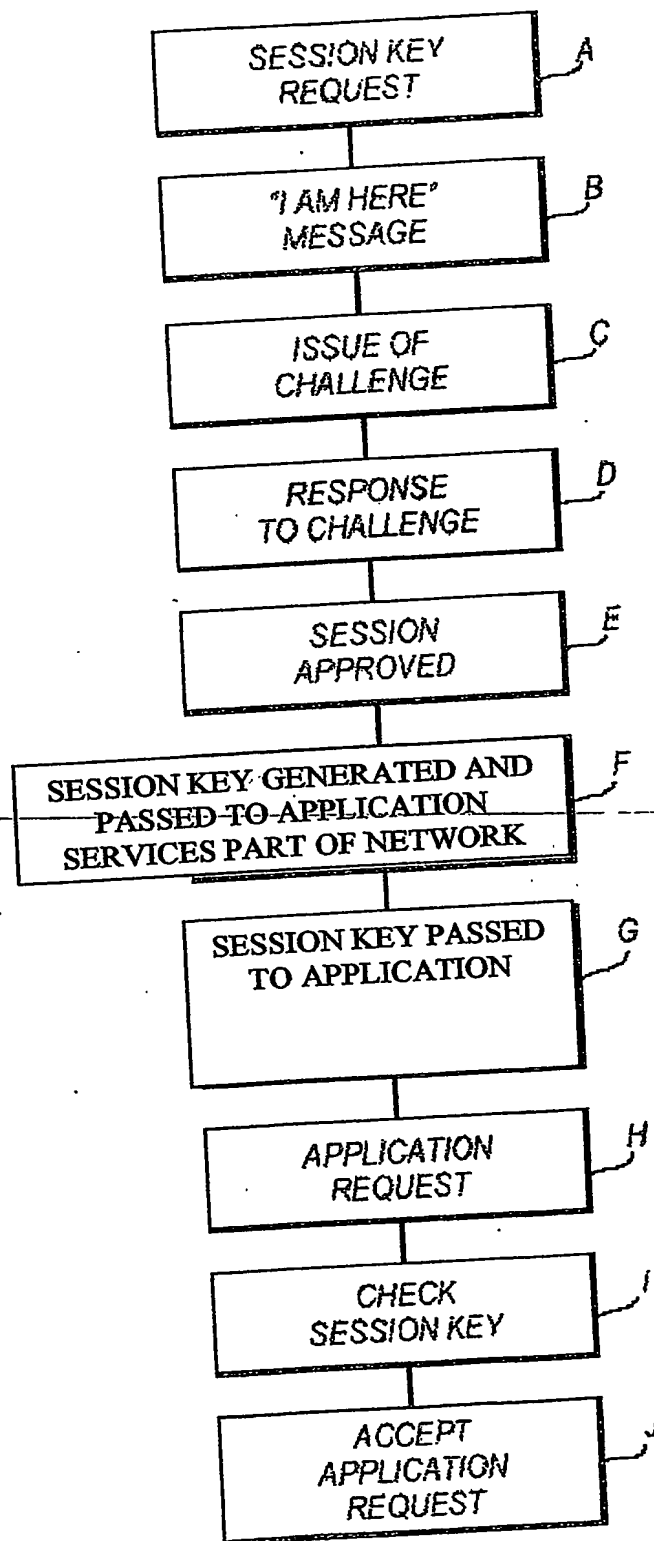 SESSION KEY
REQUEST
A
"I AM HERE"
MESSAGE
B
ISSUE OF
CHALLENGE
C
RESPONSE
TO CHALLENGE
D
SESSION
APPROVED
E
SESSION KEY GENERATED AND
PASSED TO APPLICATION
SERVICES PART OF NETWORK
F
SESSION KEY PASSED
TO APPLICATION
G
APPLICATION
REQUEST
H
CHECK
SESSION KEY
I
ACCEPT
APPLICATION
REQUEST
J